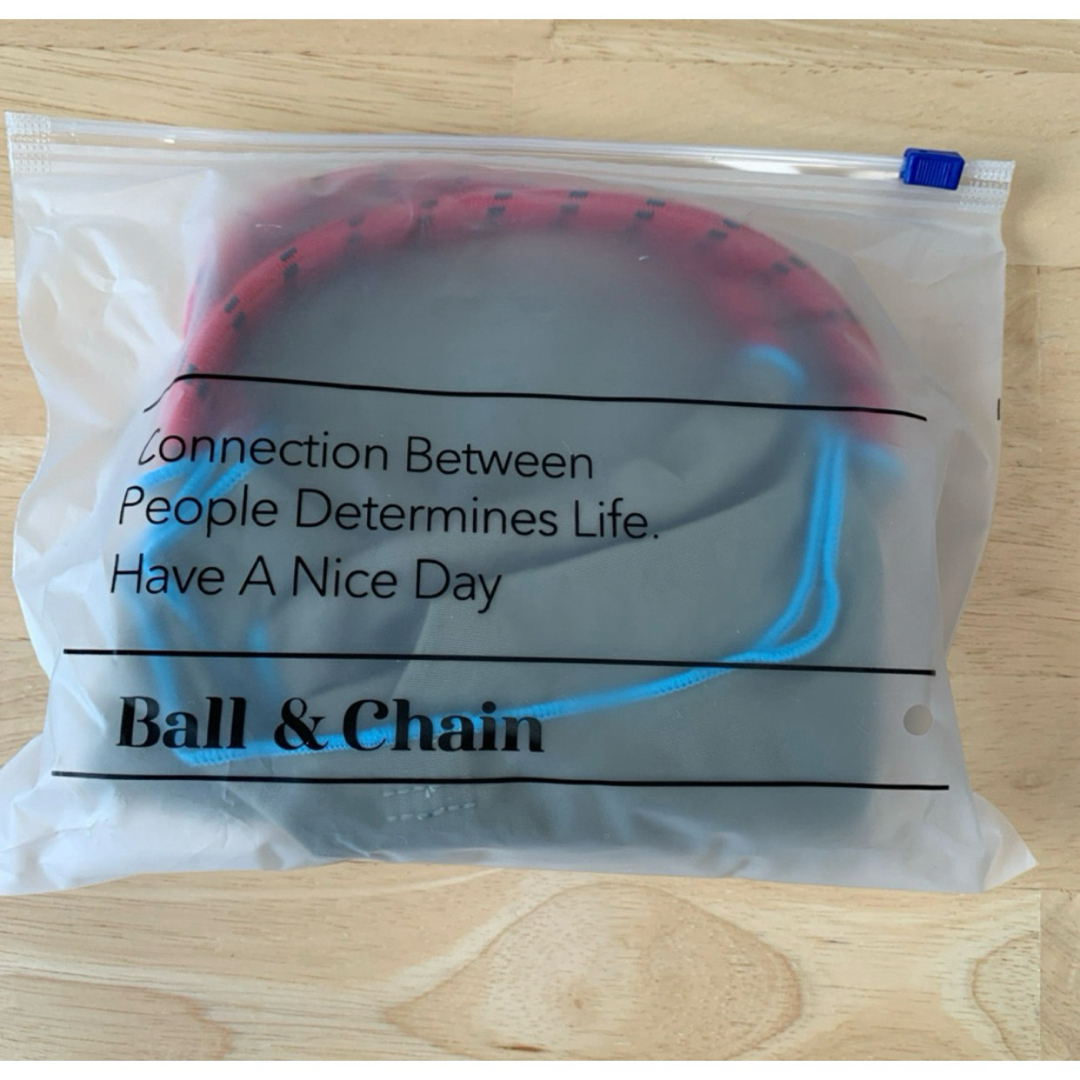 Connection Between
People Determines Life.
Have A Nice Day
Ball & Chain